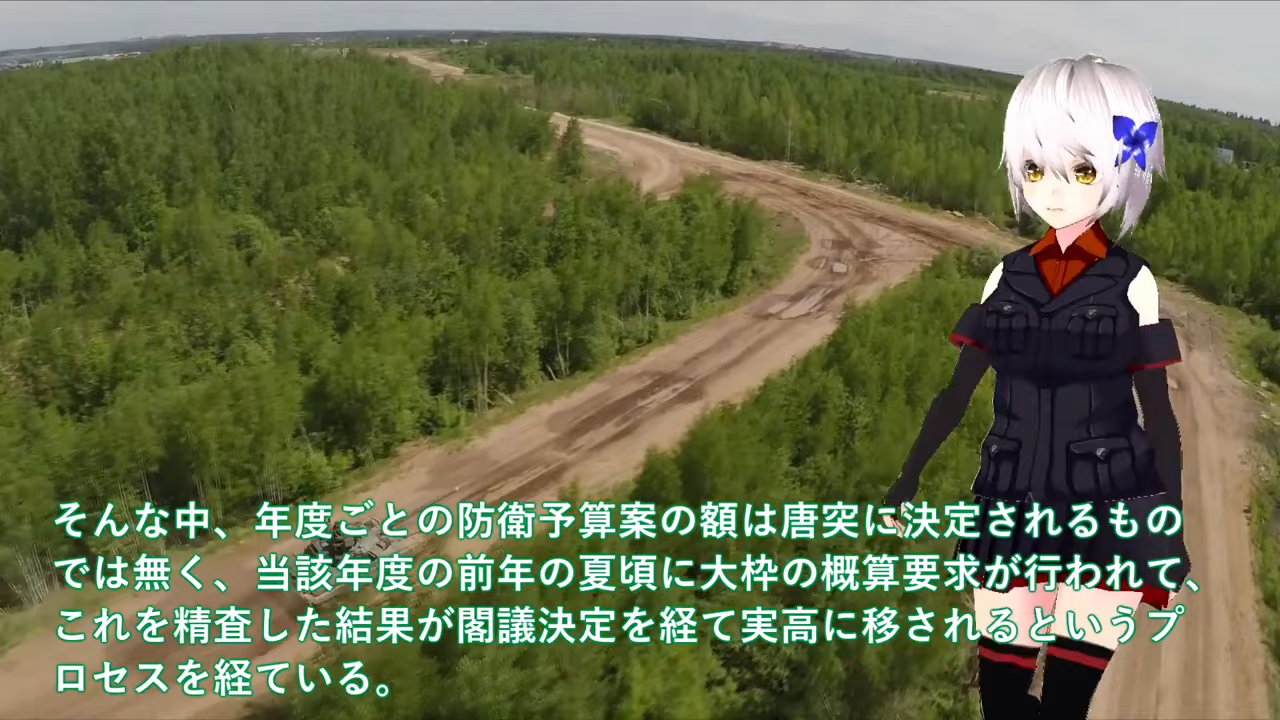 そんな中、年度ごとの防衛予算案の額は唐突に決定されるもの
では無く、当該年度の前年の夏頃に大枠の概算要求が行われて、
これを精査した結果が閣議決定を経て実高に移されるというプ
ロセスを経ている。